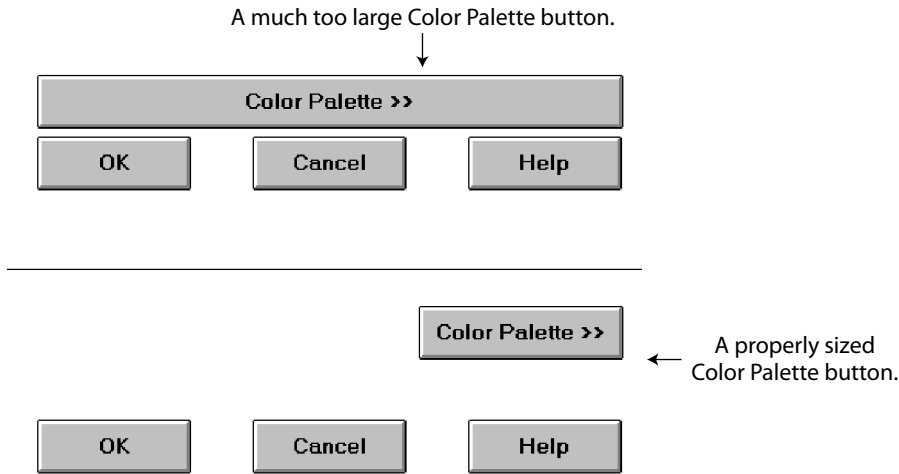 A much too large Color Palette button.
Color Palette >>
OK Cancel Help
Color Palette >>
A properly sized
Color Palette button.
OK Cancel Help